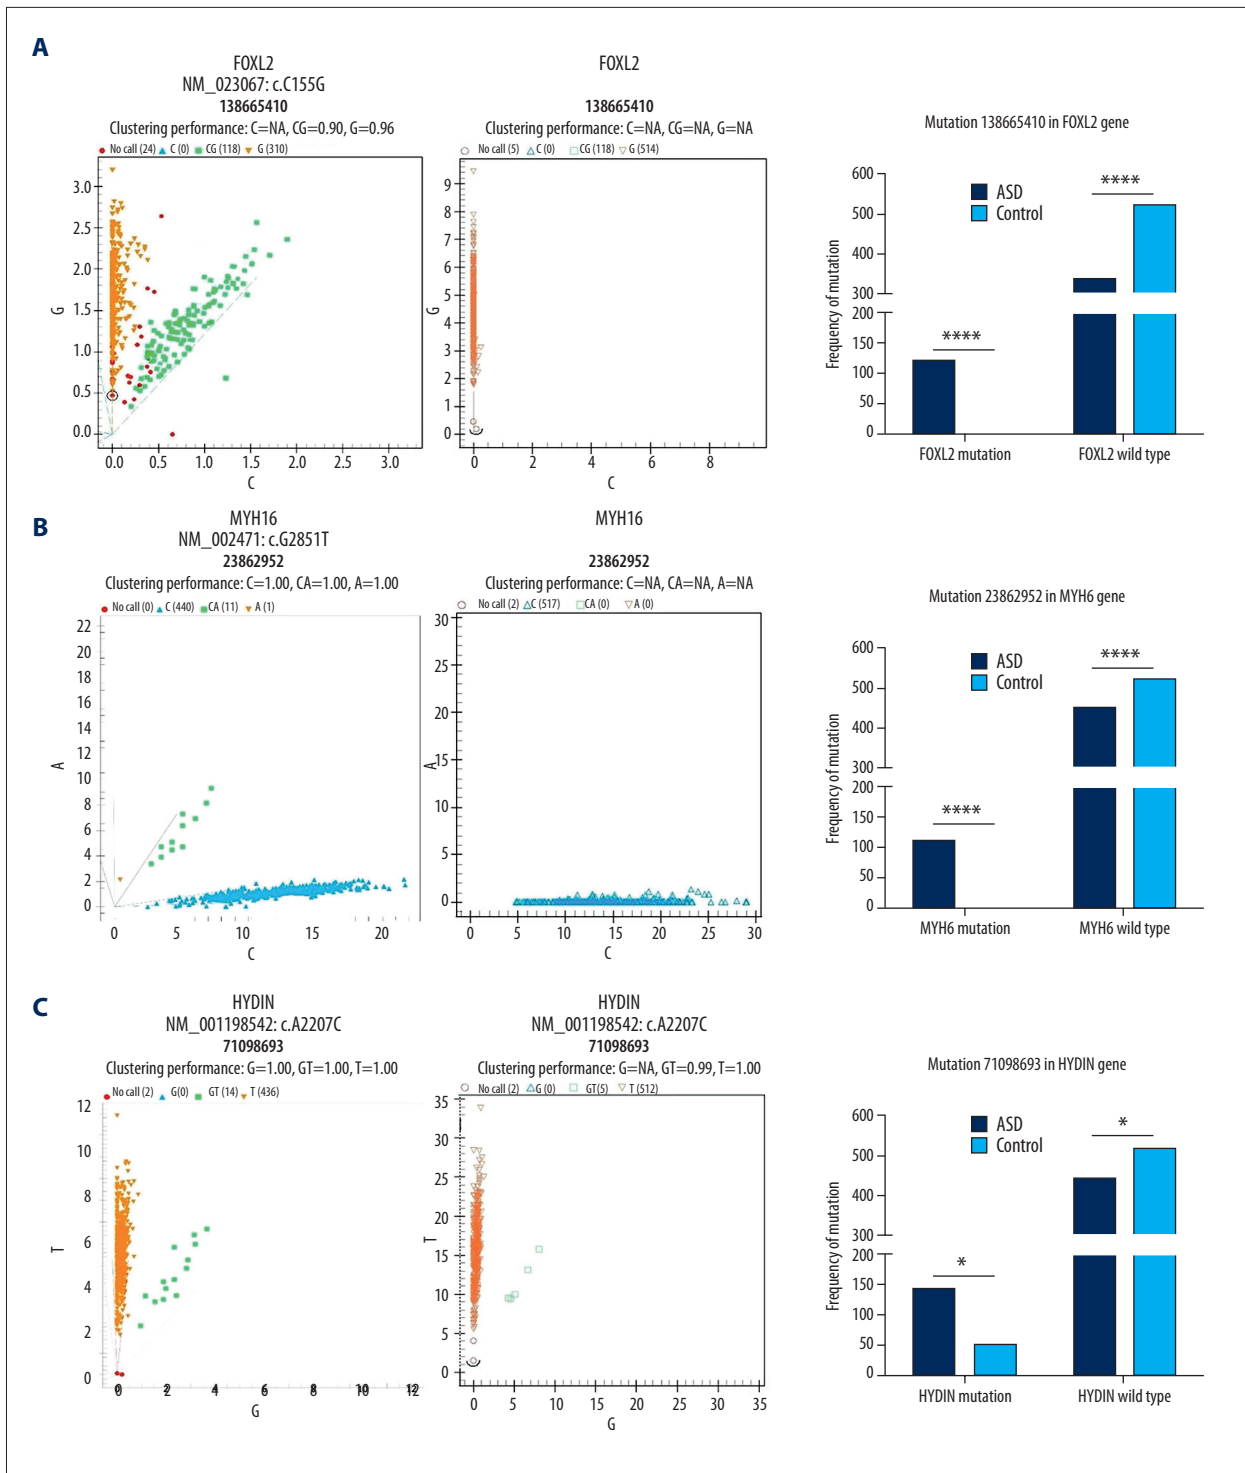 A
FOXL2
NM_023067: c.C155G
138665410
Clustering performance: C=NA, CG=0.90, G=0.96
No call (24) C (0) CG (118) G (310)
3.0
2.5
2.0
1.5
1.0
0.5
0.0
G
0.0 0.5 1.0 1.5 2.0 2.5 3.0
C
FOXL2
138665410
Clustering performance: C=NA, CG=NA, G=NA
No call (5) C (0) CG (118) G (514)
9
8
7
6
5
4
3
2
1
0
G
0 2 4 6 8
C
Mutation 138665410 in FOXL2 gene
600
500
400
300
200
150
100
50
0
Frequency of mutation
ASD
Control
****
****
FOXL2 mutation FOXL2 wild type
B
MYH16
NM_002471: c.G2851T
23862952
Clustering performance: C=1.00, CA=1.00, A=1.00
No call (0) C (440) CA (11) A (1)
22
20
18
16
14
12
10
8
6
4
2
0
A
0 5 10 15 20
C
MYH16
23862952
Clustering performance: C=NA, CA=NA, A=NA
No call (2) C (517) CA (0) A (0)
30
25
20
15
10
5
0
A
0 5 10 15 20 25 30
C
Mutation 23862952 in MYH6 gene
600
500
400
300
200
150
100
50
0
Frequency of mutation
ASD
Control
****
****
MYH6 mutation MYH6 wild type
C
HYDIN
NM_001198542: c.A2207C
71098693
Clustering performance: G=1.00, GT=1.00, T=1.00
No call (2) G(0) GT (14) T (436)
12
10
8
6
4
2
0
T
0 2 4 6 8 10 12
G
HYDIN
NM_001198542: c.A2207C
71098693
Clustering performance: G=NA, GT=0.99, T=1.00
No call (2) G (0) GT(5) T (512)
35
30
25
20
15
10
5
0
T
0 5 10 15 20 25 30 35
G
Mutation 71098693 in HYDIN gene
600
500
400
300
200
150
100
50
0
Frequency of mutation
ASD
Control
*
*
HYDIN mutation HYDIN wild type